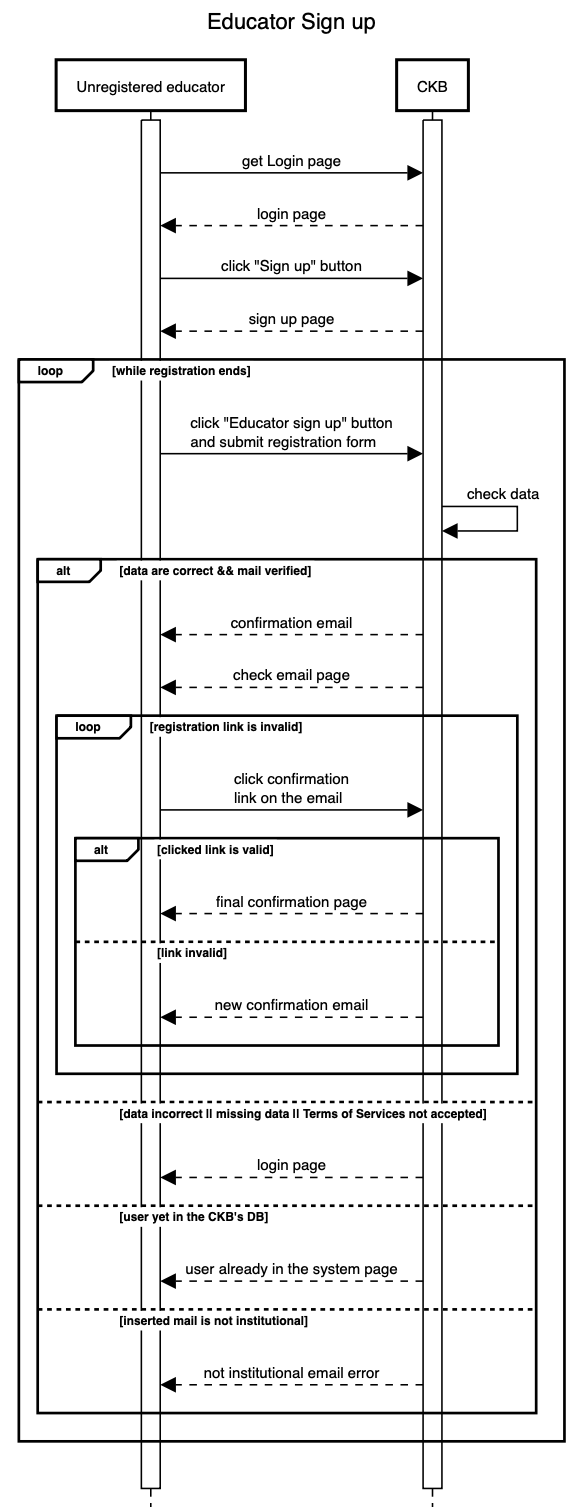 Educator Sign up
Unregistered educator
CKB
get Login page
login page
click "Sign up" button
sign up page
loop
[while registration ends]
click "Educator sign up" button
and submit registration form
check data
alt
[data are correct && mail verified]
confirmation email
check email page
loop
[registration link is invalid]
click confirmation
link on the email
alt
[clicked link is valid]
final confirmation page
[link invalid]
new confirmation email
[data incorrect || missing data || Terms of Services not accepted]
login page
[user yet in the CKB's DB]
user already in the system page
[inserted mail is not institutional]
not institutional email error